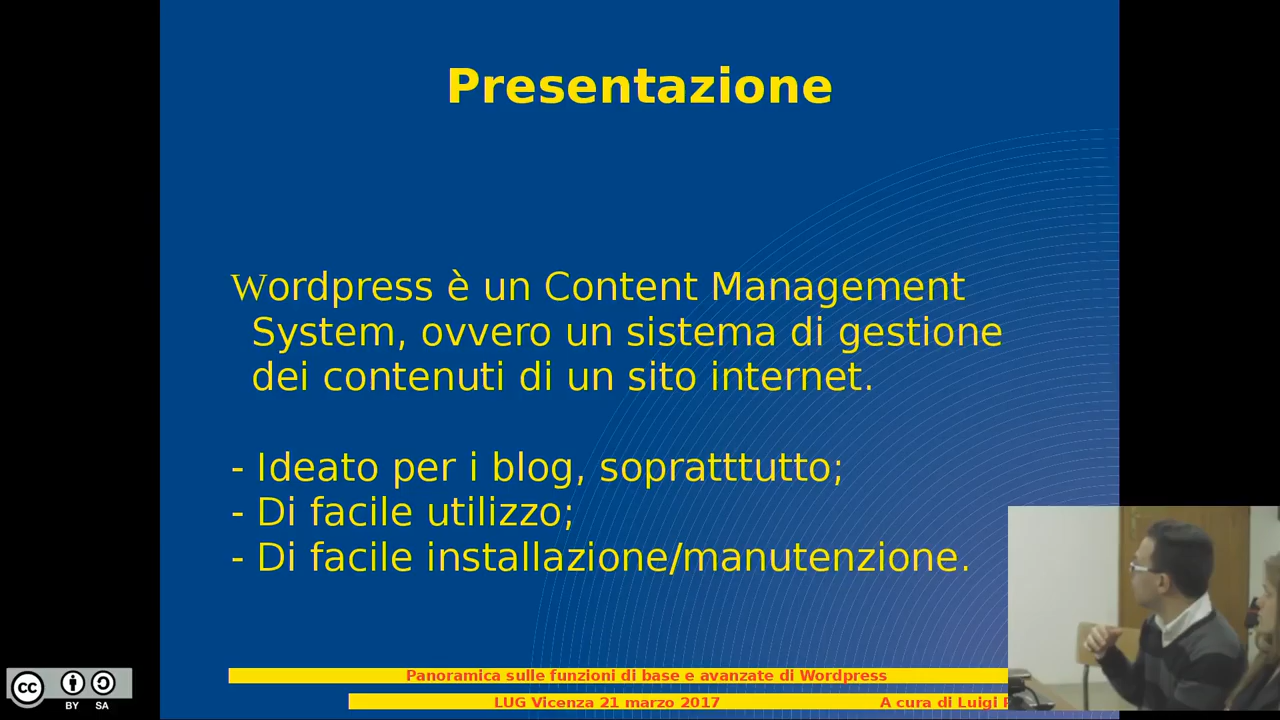 Presentazione
Wordpress è un Content Management
System, ovvero un sistema di gestione
dei contenuti di un sito internet.
- Ideato per i blog, sopratttutto;
- Di facile utilizzo;
- Di facile installazione/manutenzione.
Panoramica sulle funzioni di base e avanzate di Wordpress
LUG Vicenza 21 marzo 2017 A cura di Luigi
cc
BY SA